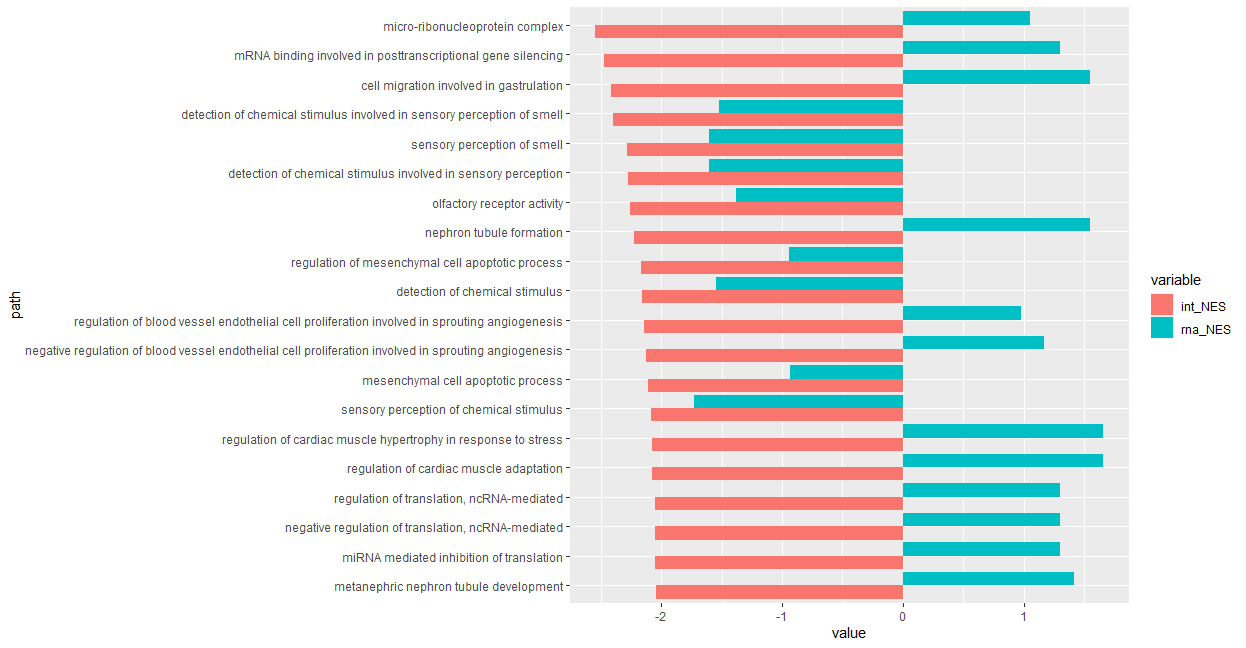 micro-ribonucleoprotein complex
mRNA binding involved in posttranscriptional gene silencing
cell migration involved in gastrulation
detection of chemical stimulus involved in sensory perception of smell
sensory perception of smell
detection of chemical stimulus involved in sensory perception
olfactory receptor activity
nephron tubule formation
regulation of mesenchymal cell apoptotic process
detection of chemical stimulus
regulation of blood vessel endothelial cell proliferation involved in sprouting angiogenesis
negative regulation of blood vessel endothelial cell proliferation involved in sprouting angiogenesis
mesenchymal cell apoptotic process
sensory perception of chemical stimulus
regulation of cardiac muscle hypertrophy in response to stress
regulation of cardiac muscle adaptation
regulation of translation, ncRNA-mediated
negative regulation of translation, ncRNA-mediated
miRNA mediated inhibition of translation
metanephric nephron tubule development
path
-2 -1 0 1
value
variable
int_NES
rna_NES